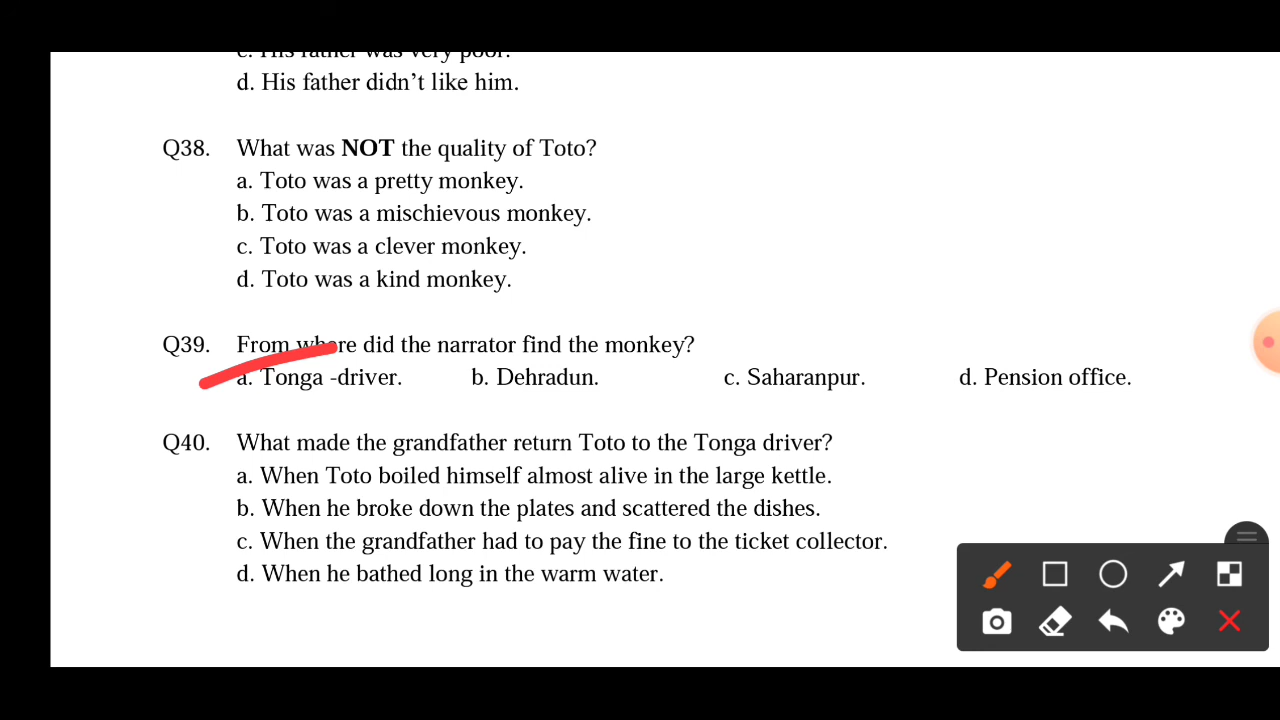 c. His father was very poor.
d. His father didn’t like him.
Q38. What was NOT the quality of Toto?
a. Toto was a pretty monkey.
b. Toto was a mischievous monkey.
c. Toto was a clever monkey.
d. Toto was a kind monkey.
Q39. From where did the narrator find the monkey?
a. Tonga -driver. b. Dehradun. c. Saharanpur. d. Pension office.
Q40. What made the grandfather return Toto to the Tonga driver?
a. When Toto boiled himself almost alive in the large kettle.
b. When he broke down the plates and scattered the dishes.
c. When the grandfather had to pay the fine to the ticket collector.
d. When he bathed long in the warm water.